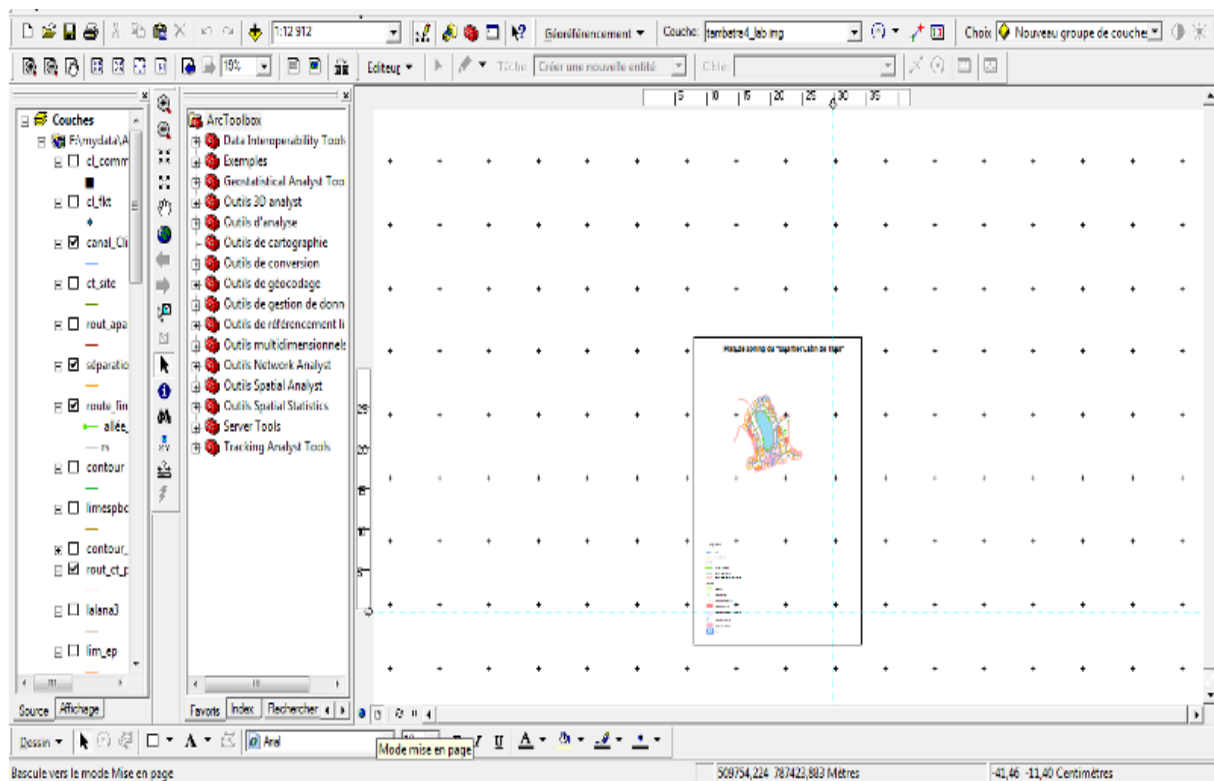 1:12 912
Géoréférencement
Couche: tambatra4_lab.img
Choix
Nouveau groupe de couche
19%
Editeur
Tâche: Créer une nouvelle entité
Cible:
5 10 15 20 25 30 35
Couches
F:\mydata\A
cl_comm
cl_fkt
canal_Cli
ct_site
rout_apa
séparatio
route_lin
allée_
rs
contour
limespbc
contour_
rout_ct_p
lalana3
lim_ep
Source
Affichage
ArcToolbox
Data Interoperability Tools
Exemples
Geostatistical Analyst Too
Outils 3D analyst
Outils d'analyse
Outils de cartographie
Outils de conversion
Outils de géocodage
Outils de gestion de donn
Outils de référencement li
Outils multidimensionnels
Outils Network Analyst
Outils Spatial Analyst
Outils Spatial Statistics
Server Tools
Tracking Analyst Tools
Favoris
Index
Rechercher
Dessin
A
Arial
10
I
U
A
Mode mise en page
Bascule vers le mode Mise en page
509754,224 787423,883 Mètres
-41,46 -11,40 Centimètres